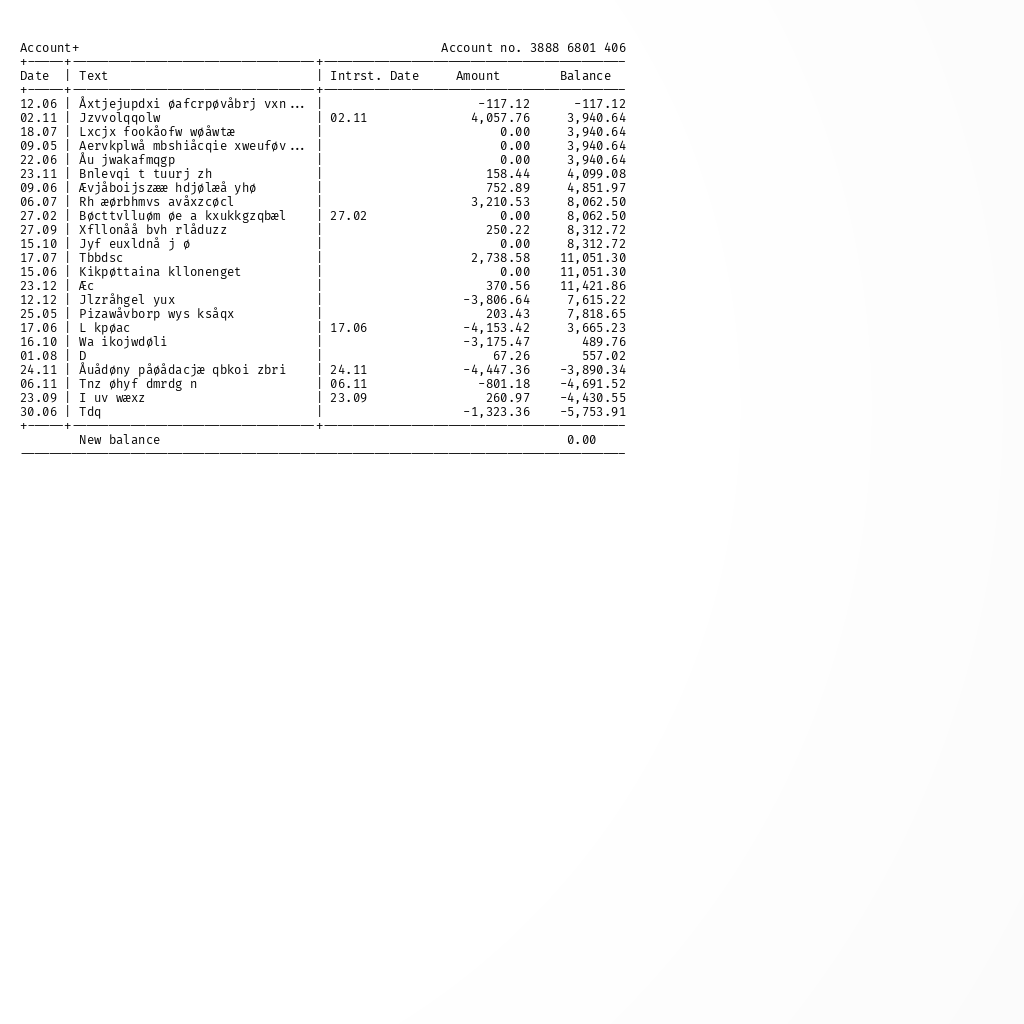 Account+ Account no. 3888 6801 406
Date | Text | Intrst. Date Amount Balance
12.06 | Åxtjejupdxi øafcrpøvåbrj vxn... | -117.12 -117.12
02.11 | Jzvvolqqolw | 02.11 4,057.76 3,940.64
18.07 | Lxcjx fookåofw wøåwtæ | 0.00 3,940.64
09.05 | Aervkplwå mbshiåcqie xweuføv... | 0.00 3,940.64
22.06 | Åu jwakafmqgp | 0.00 3,940.64
23.11 | Bnlevqi t tuurj zh | 158.44 4,099.08
09.06 | Ævjåboijszææ hdjølæå yhø | 752.89 4,851.97
06.07 | Rh æørbhmvs avåxzcøcl | 3,210.53 8,062.50
27.02 | Bøcttvlluøm øe a kxukkgzqbæl | 27.02 0.00 8,062.50
27.09 | Xfllonåå bvh rlåduzz | 250.22 8,312.72
15.10 | Jyf euxldnå j ø | 0.00 8,312.72
17.07 | Tbbdsc | 2,738.58 11,051.30
15.06 | Kikpøttaina kllonenget | 0.00 11,051.30
23.12 | Æc | 370.56 11,421.86
12.12 | Jlzråhgel yux | -3,806.64 7,615.22
25.05 | Pizawåvborp wys ksåqx | 203.43 7,818.65
17.06 | L kpøac | 17.06 -4,153.42 3,665.23
16.10 | Wa ikojwdøli | -3,175.47 489.76
01.08 | D | 67.26 557.02
24.11 | Åuådøny påøådacjæ qbkoi zbri | 24.11 -4,447.36 -3,890.34
06.11 | Tnz øhyf dmrdg n | 06.11 -801.18 -4,691.52
23.09 | I uv wæxz | 23.09 260.97 -4,430.55
30.06 | Tdq | -1,323.36 -5,753.91
New balance 0.00